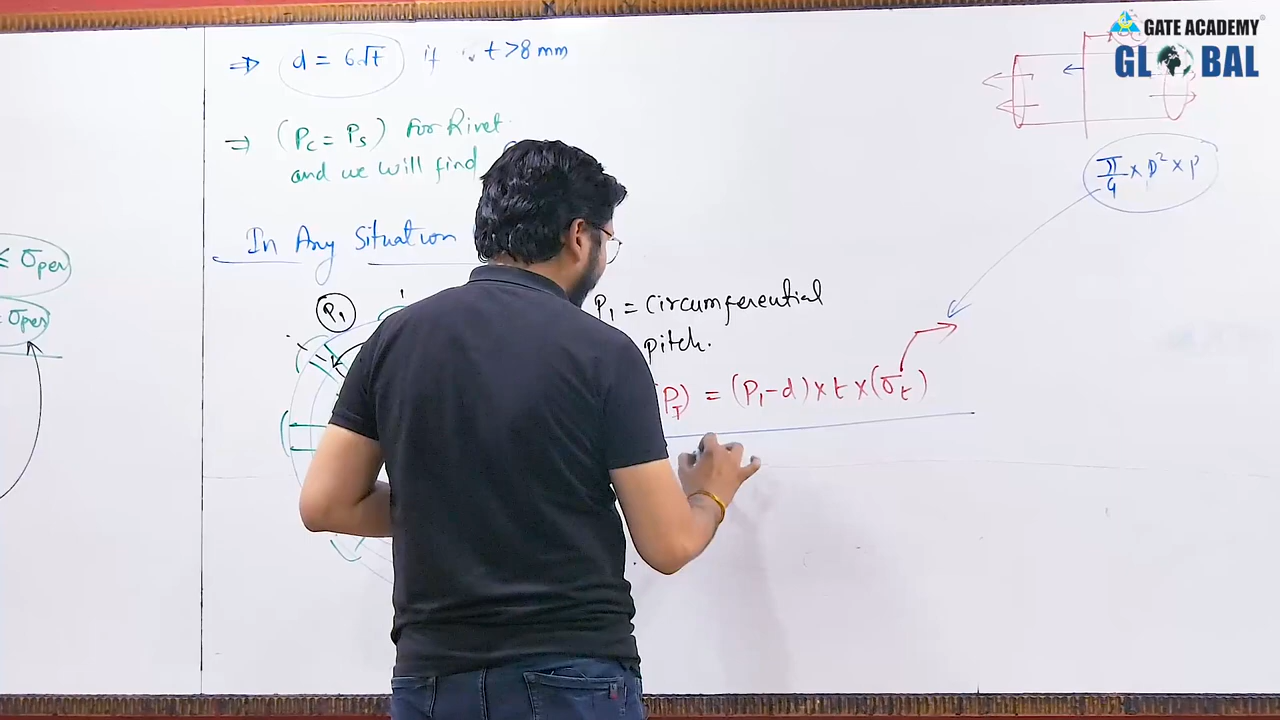 ⇒ d = 6√t if t > 8 mm
⇒ (Pc = Ps) For Rivet
and we will find
In Any Situation
≤ σper
= σper
P1
P1 = circumferential
pitch.
(PT) = (P1-d) × t × (σt)
π/4 × D² × P
GATE ACADEMY
GLOBAL